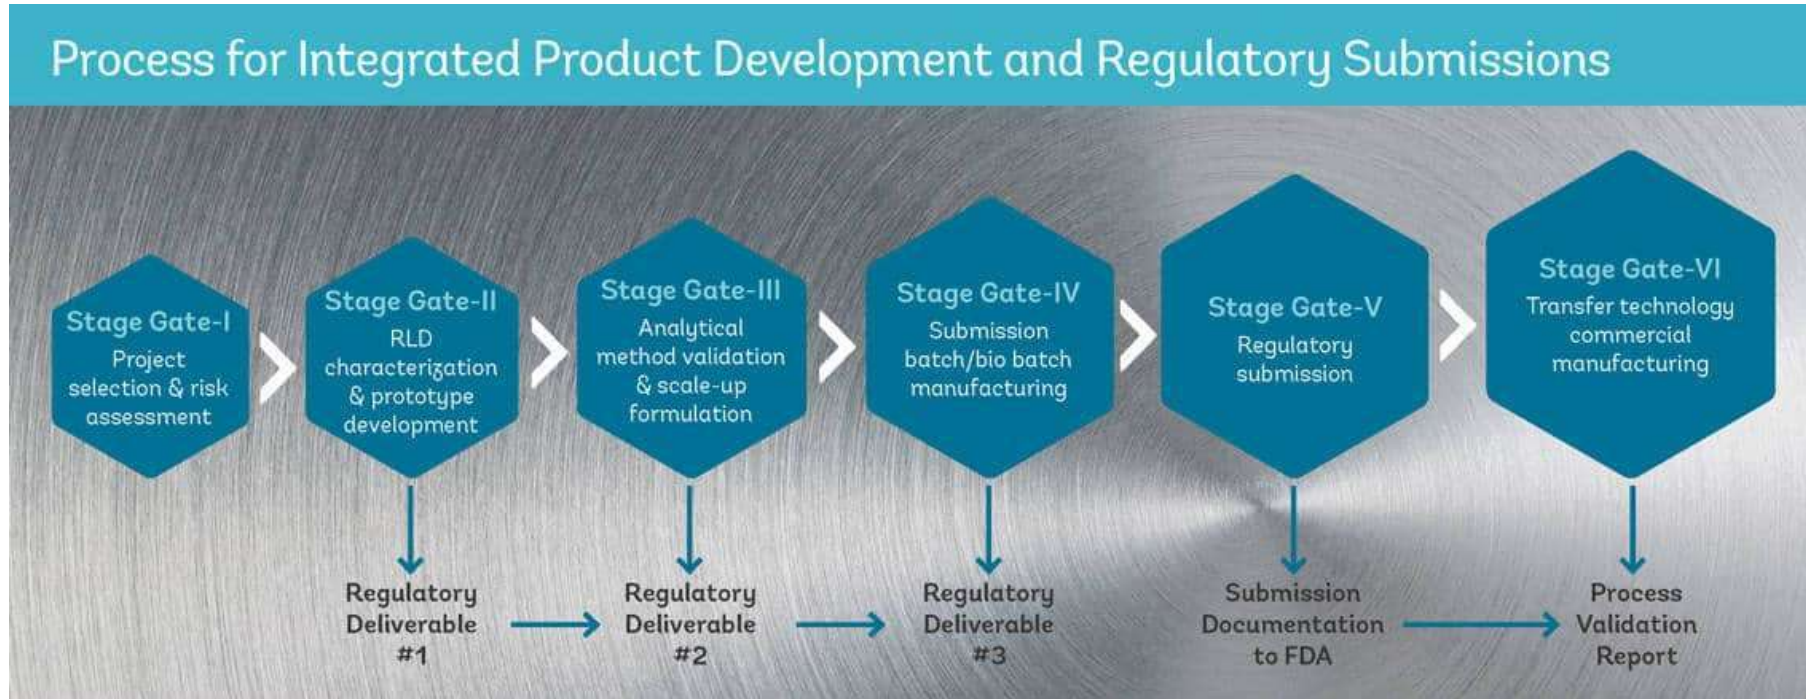 Process for Integrated Product Development and Regulatory Submissions
Stage Gate-I
Project
selection & risk
assessment
Stage Gate-II
RLD
characterization
& prototype
development
Stage Gate-III
Analytical
method validation
& scale-up
formulation
Stage Gate-IV
Submission
batch/bio batch
manufacturing
Stage Gate-V
Regulatory
submission
Stage Gate-VI
Transfer technology
commercial
manufacturing
Regulatory
Deliverable
#1
Regulatory
Deliverable
#2
Regulatory
Deliverable
#3
Submission
Documentation
to FDA
Process
Validation
Report